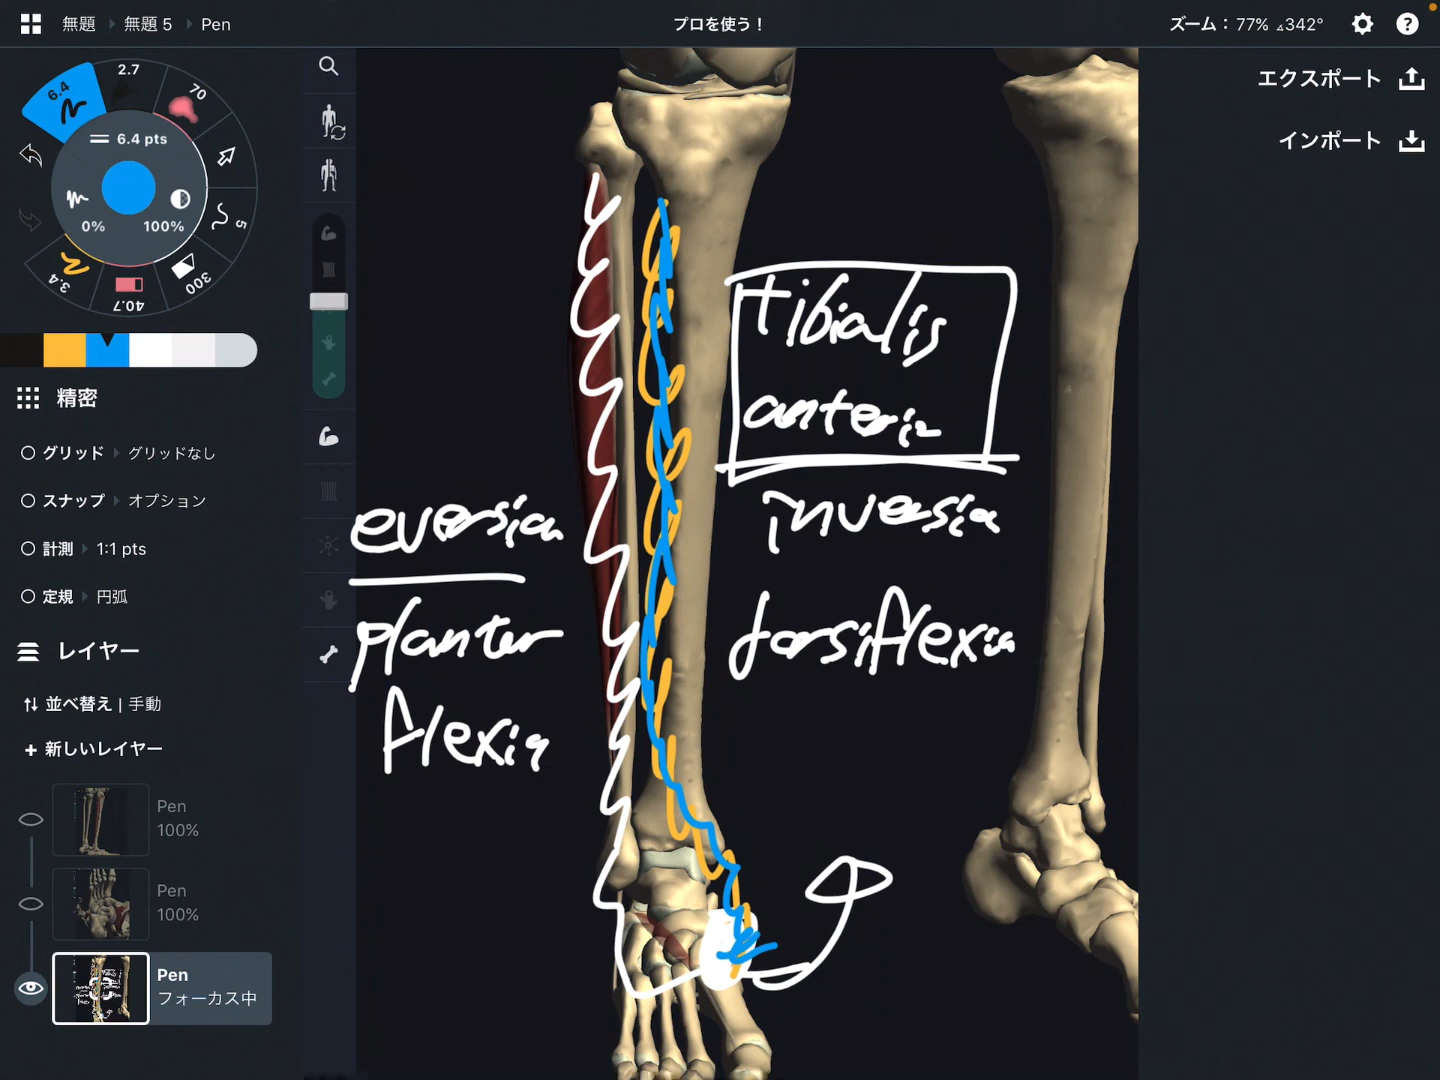 無題 無題 5 Pen
プロを使う！
ズーム： 77% ⊿342°
エクスポート
インポート
2.7
6.4
70
6.4 pts
0% 100%
5
3.4
40.7
300
精密
グリッド グリッドなし
スナップ オプション
計測 1:1 pts
定規 円弧
レイヤー
並べ替え | 手動
+ 新しいレイヤー
Pen
100%
Pen
100%
Pen
フォーカス中
tibialis
anterior
inversion
dorsiflexion
eversion
planter
flexion